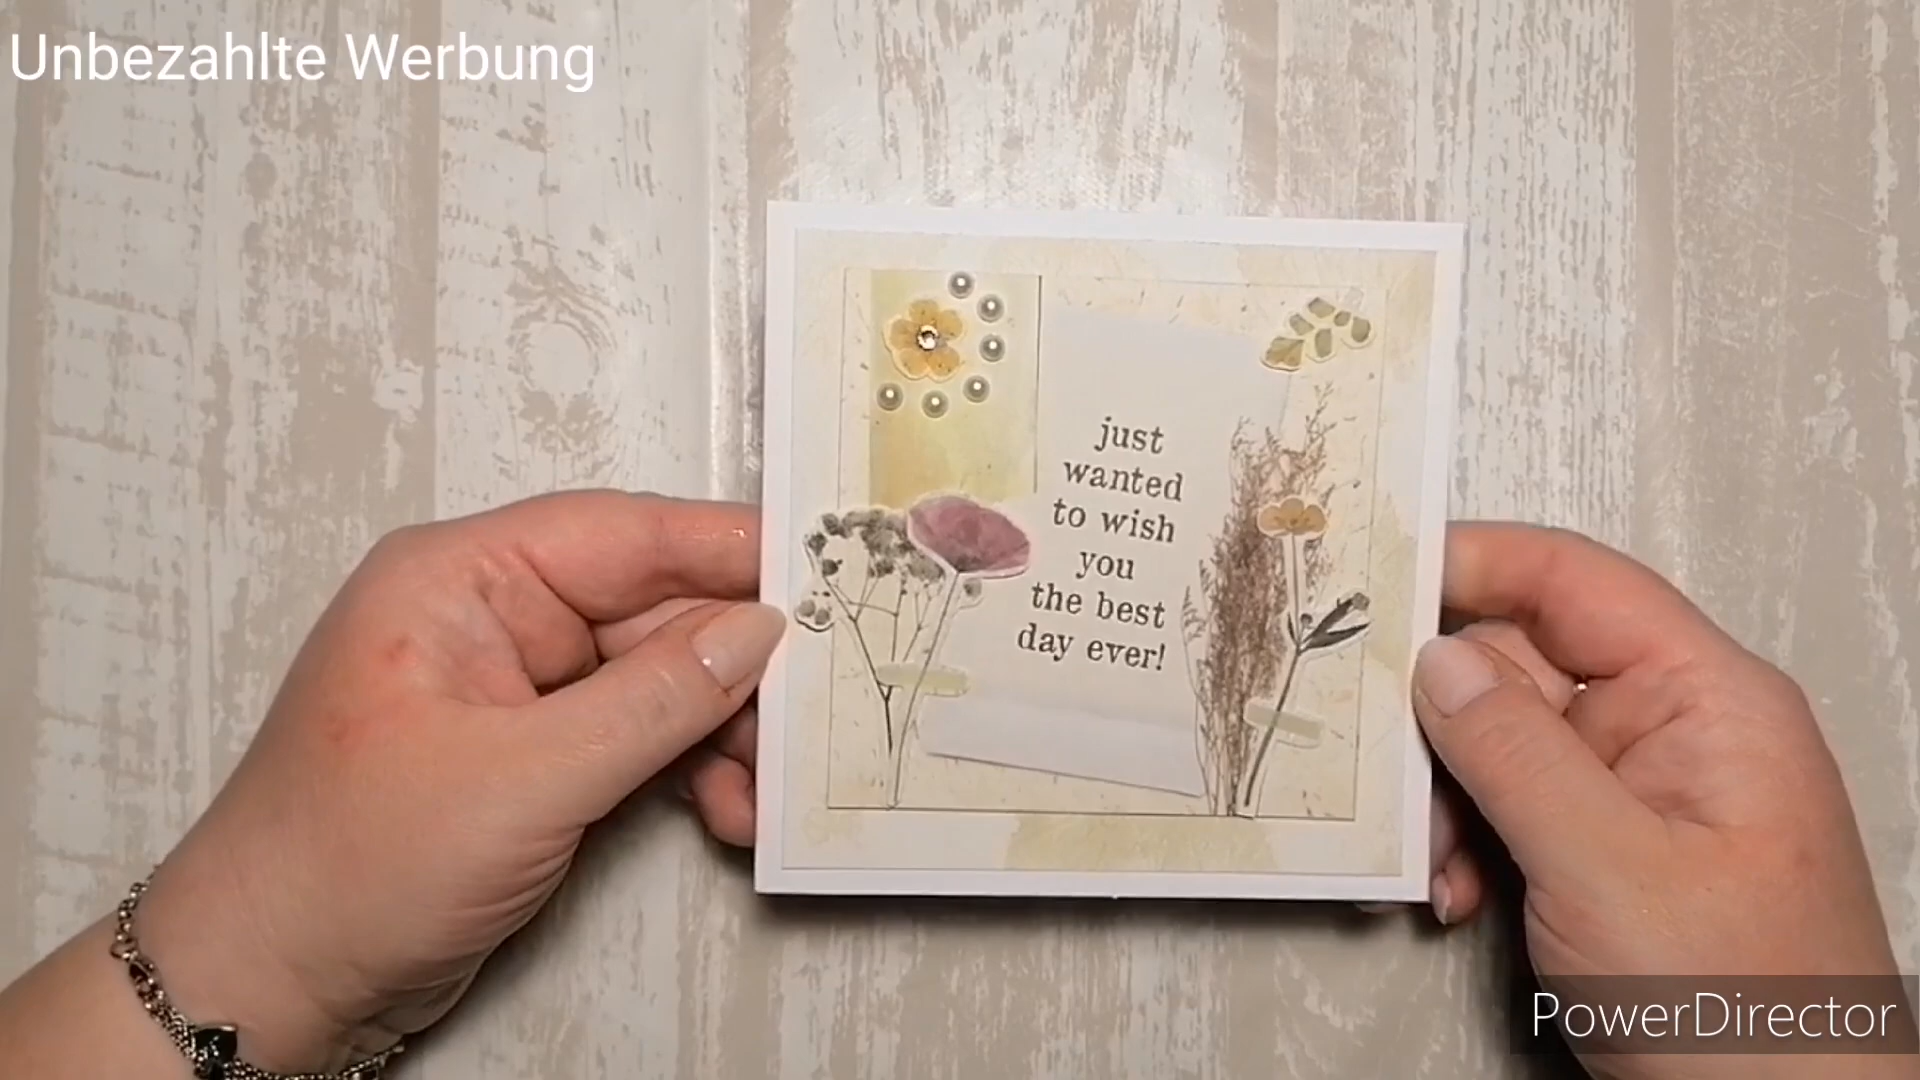 Unbezahlte Werbung
just
wanted
to wish
you
the best
day ever!
PowerDirector